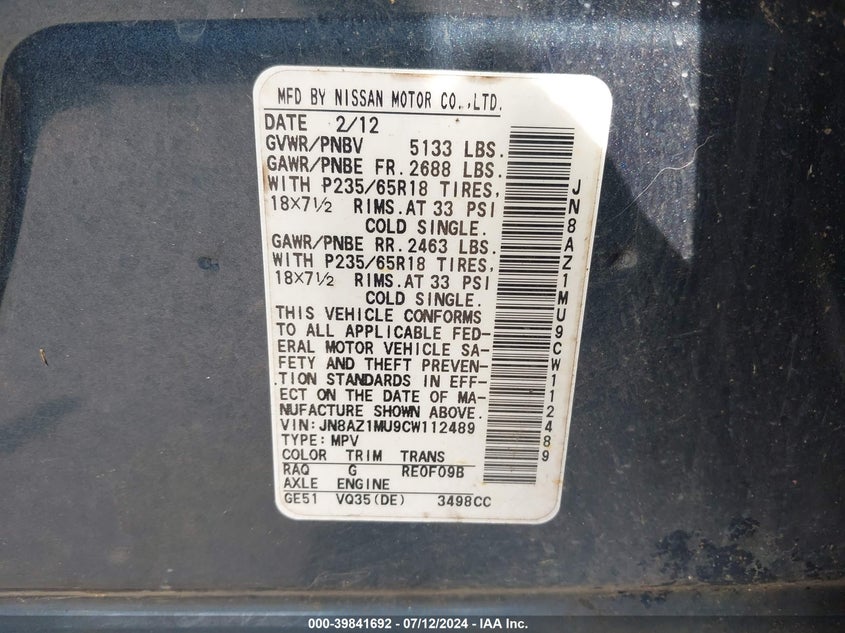 MFD BY NISSAN MOTOR CO.,LTD.
DATE 2/12
GVWR/PNBV 5133 LBS.
GAWR/PNBE FR.2688 LBS.
WITH P235/65R18 TIRES,
18×7½ RIMS.AT 33 PSI
COLD SINGLE.
GAWR/PNBE RR.2463 LBS.
WITH P235/65R18 TIRES,
18×7½ RIMS.AT 33 PSI
COLD SINGLE.
THIS VEHICLE CONFORMS
TO ALL APPLICABLE FED-
ERAL MOTOR VEHICLE SA-
FETY AND THEFT PREVEN-
TION STANDARDS IN EFF-
ECT ON THE DATE OF MA-
NUFACTURE SHOWN ABOVE.
VIN:JN8AZ1MU9CW112489
TYPE:MPV
COLOR TRIM TRANS
RAQ G RE0F09B
AXLE ENGINE
GE51 VQ35(DE) 3498CC
JN8AZ1MU9CW112489
000-39841692 - 07/12/2024 - IAA Inc.